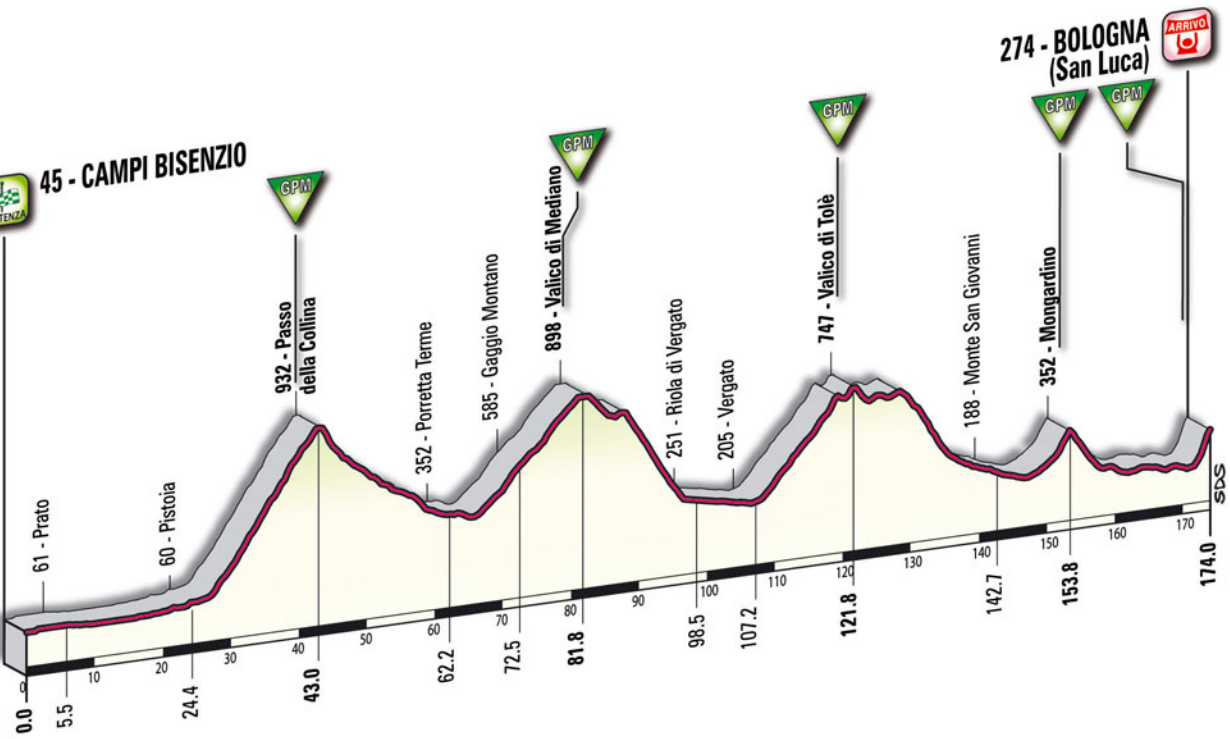 ARRIVO
274 - BOLOGNA
(San Luca)
GPM
GPM
GPM
GPM
GPM
45 - CAMPI BISENZIO
61 - Prato
60 - Pistoia
932 - Passo
della Collina
352 - Porretta Terme
585 - Gaggio Montano
898 - Valico di Mediano
251 - Riola di Vergato
205 - Vergato
747 - Valico di Tolè
188 - Monte San Giovanni
352 - Mongardino
SDS
0
10
20
30
40
50
60
70
80
90
100
110
120
130
140
150
160
170
0.0
5.5
24.4
43.0
62.2
72.5
81.8
98.5
107.2
121.8
142.7
153.8
174.0